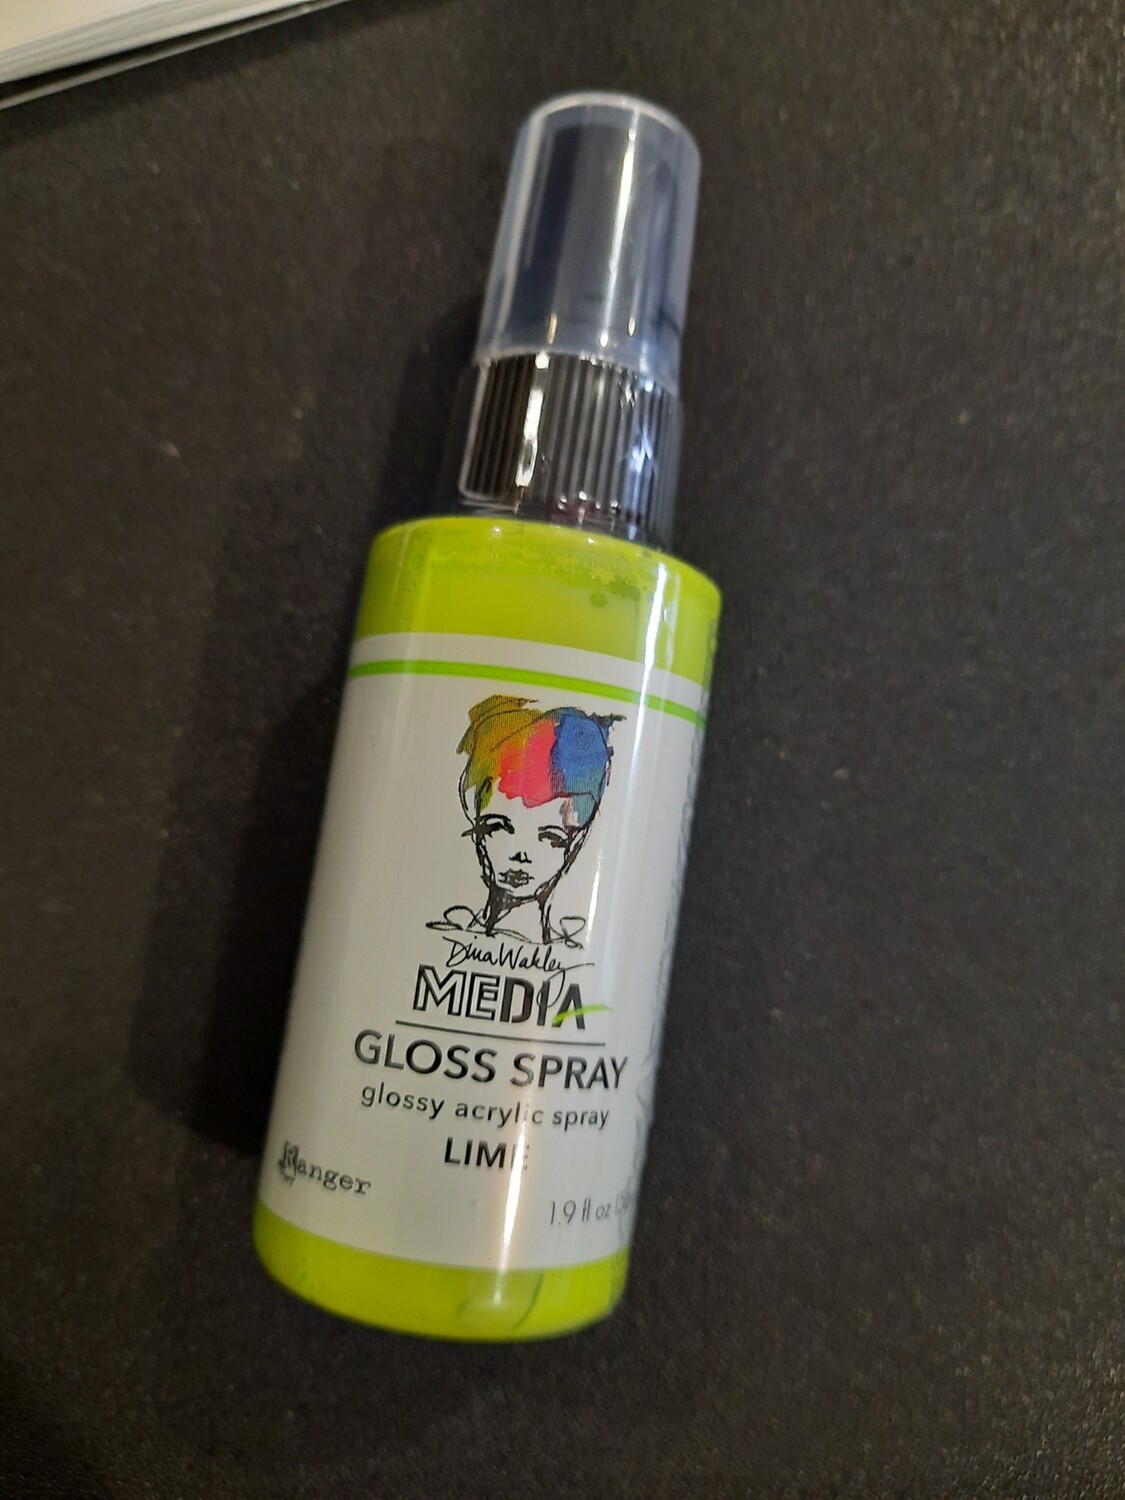 Dina Wakley
MEDIA
GLOSS SPRAY
glossy acrylic spray
LIME
Ranger
1.9 fl oz